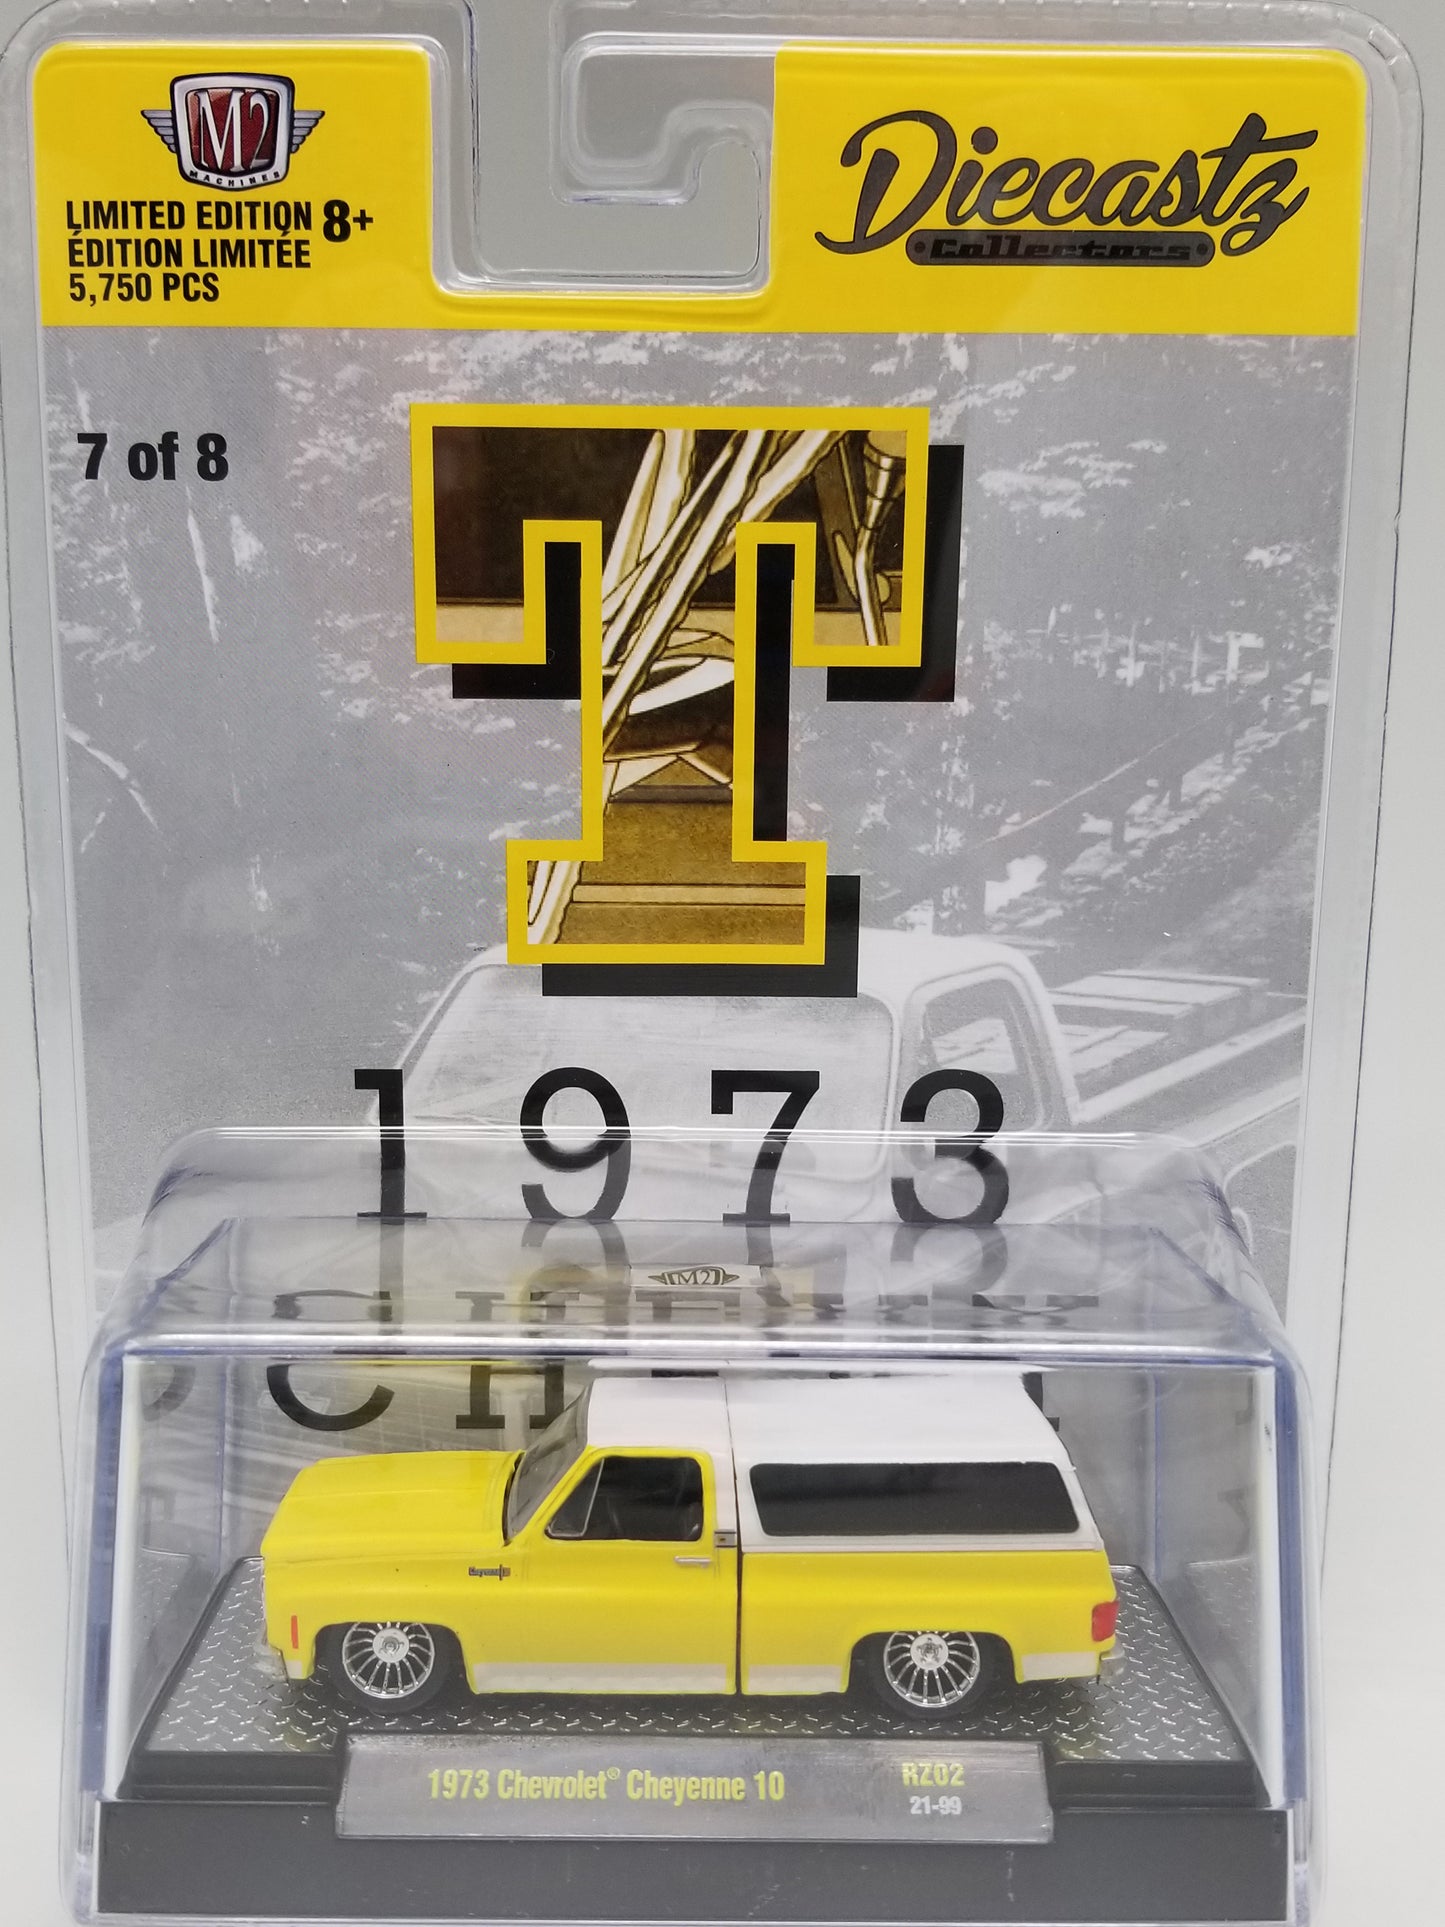 M2
MACHINES
LIMITED EDITION 8+
ÉDITION LIMITÉE
5,750 PCS
Diecastz
Collectors
7 of 8
T
1973
M2
Cheyenne
1973 Chevrolet® Cheyenne 10
RZ02
21-99